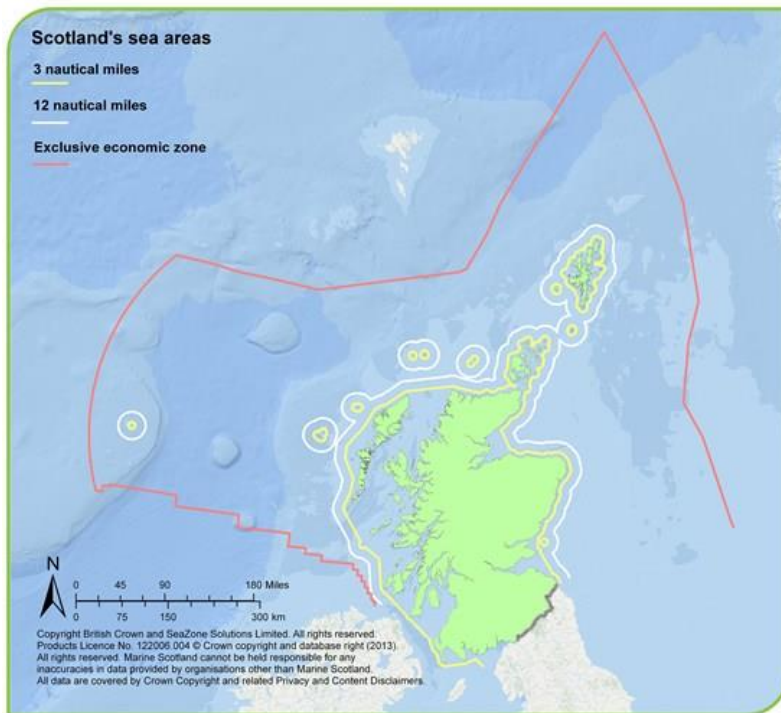 Scotland's sea areas
3 nautical miles
12 nautical miles
Exclusive economic zone
N
0 45 90 180 Miles
0 75 150 300 km
Copyright British Crown and SeaZone Solutions Limited. All rights reserved.
Products Licence No. 122006.004 © Crown copyright and database right (2013).
All rights reserved. Marine Scotland cannot be held responsible for any
inaccuracies in data provided by organisations other than Marine Scotland.
All data are covered by Crown Copyright and related Privacy and Content Disclaimers.